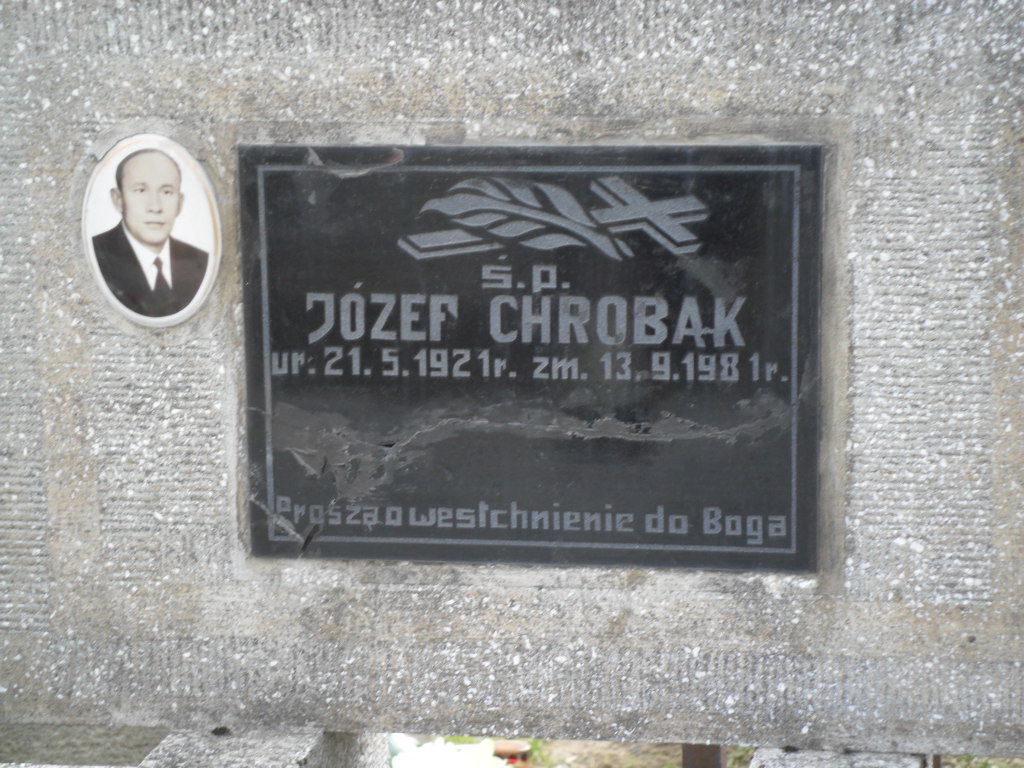 Ś.P.
JÓZEF CHROBAK
ur. 21.5.1921r. zm. 13.9.1981r.
Proszą o westchnienie do Boga